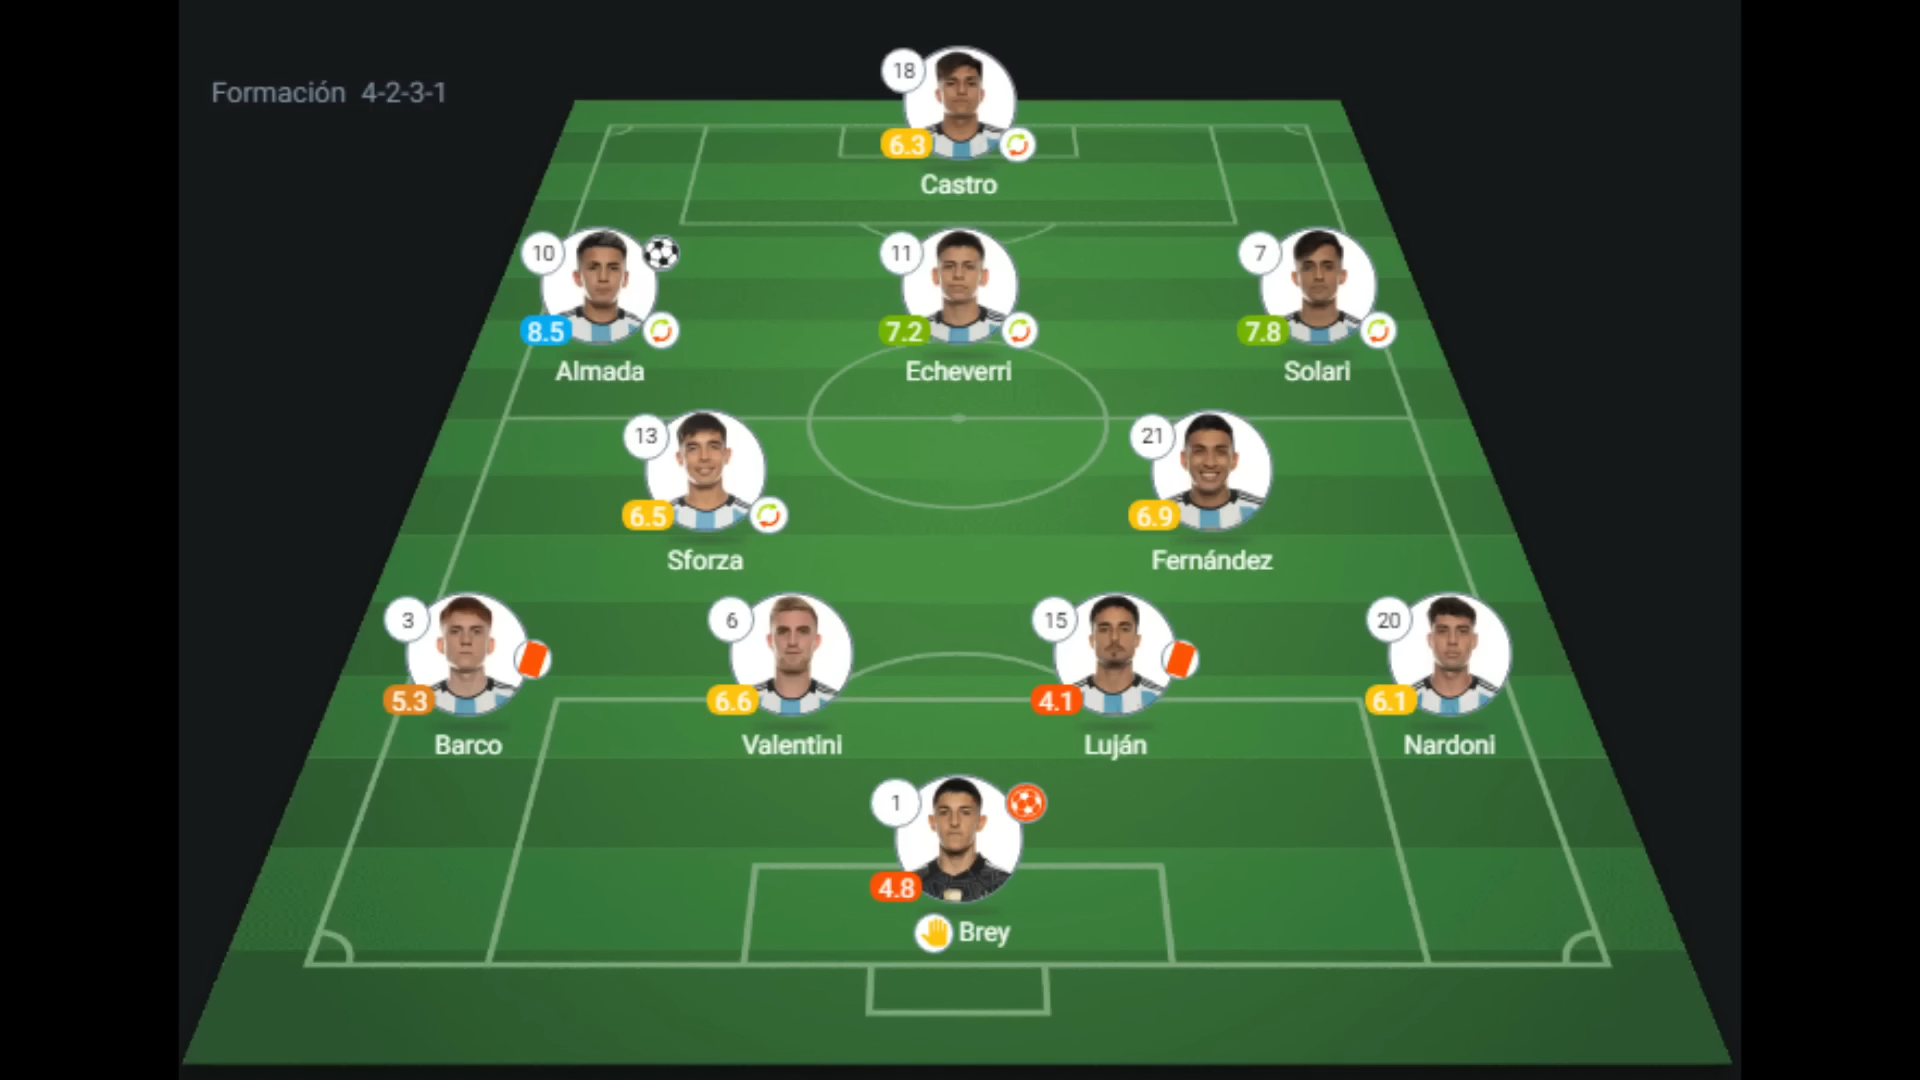 Formación 4-2-3-1
18
6.3
Castro
10
8.5
Almada
11
7.2
Echeverri
7
7.8
Solari
13
6.5
Sforza
21
6.9
Fernández
3
5.3
Barco
6
6.6
Valentini
15
4.1
Luján
20
6.1
Nardoni
1
4.8
Brey